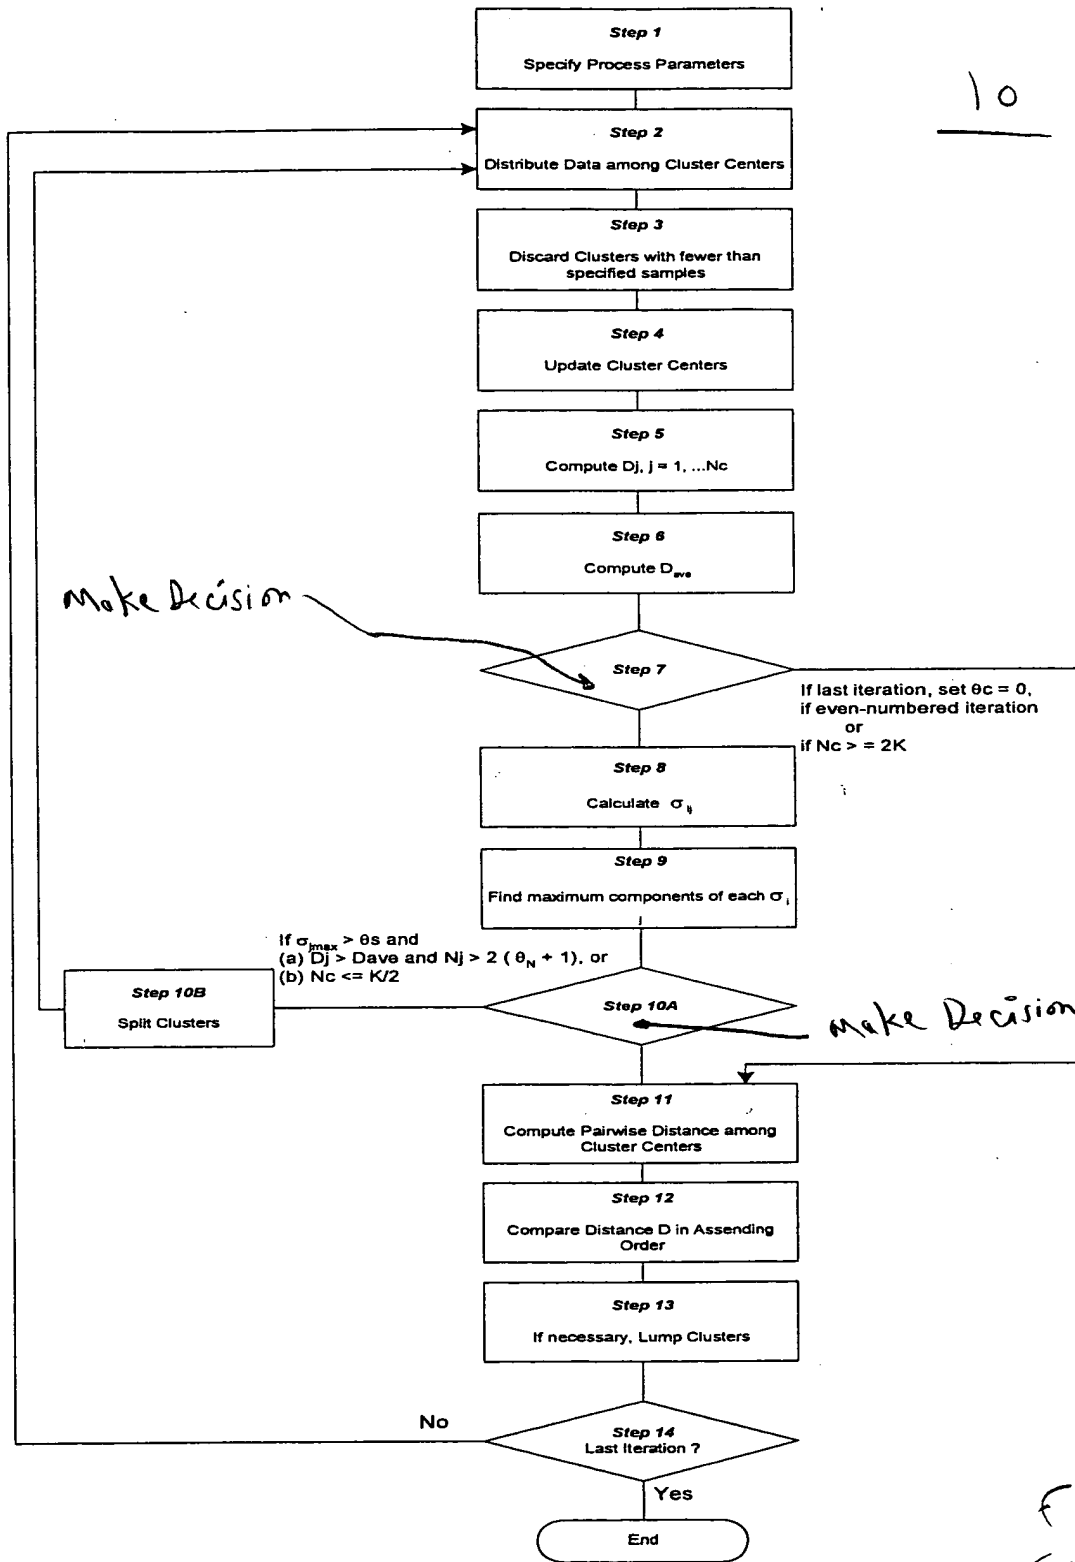 Step 1
Specify Process Parameters
10
Step 2
Distribute Data among Cluster Centers
Step 3
Discard Clusters with fewer than
specified samples
Step 4
Update Cluster Centers
Step 5
Compute Dj, j = 1, ...Nc
Step 6
Compute Dave
Make Decision
Step 7
If last iteration, set θc = 0,
if even-numbered iteration
or
if Nc > = 2K
Step 8
Calculate σij
Step 9
Find maximum components of each σj
If σjmax > θs and
(a) Dj > Dave and Nj > 2 ( θN + 1), or
(b) Nc <= K/2
Step 10B
Split Clusters
Step 10A
Make Decision
Step 11
Compute Pairwise Distance among
Cluster Centers
Step 12
Compare Distance D in Assending
Order
Step 13
If necessary, Lump Clusters
No
Step 14
Last Iteration ?
Yes
End